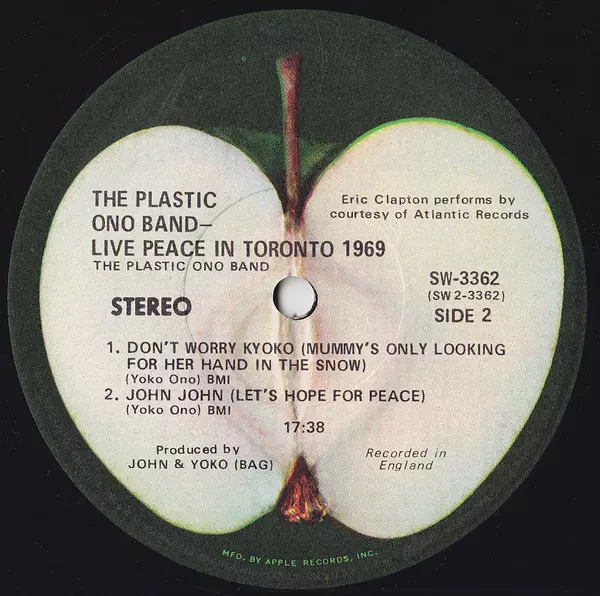 THE PLASTIC
ONO BAND–
LIVE PEACE IN TORONTO 1969
THE PLASTIC ONO BAND
Eric Clapton performs by
courtesy of Atlantic Records
STEREO
SW-3362
(SW 2-3362)
SIDE 2
1. DON'T WORRY KYOKO (MUMMY'S ONLY LOOKING
FOR HER HAND IN THE SNOW)
(Yoko Ono) BMI
2. JOHN JOHN (LET'S HOPE FOR PEACE)
(Yoko Ono) BMI
17:38
Produced by
JOHN & YOKO (BAG)
Recorded in
England
MFD. BY APPLE RECORDS, INC.